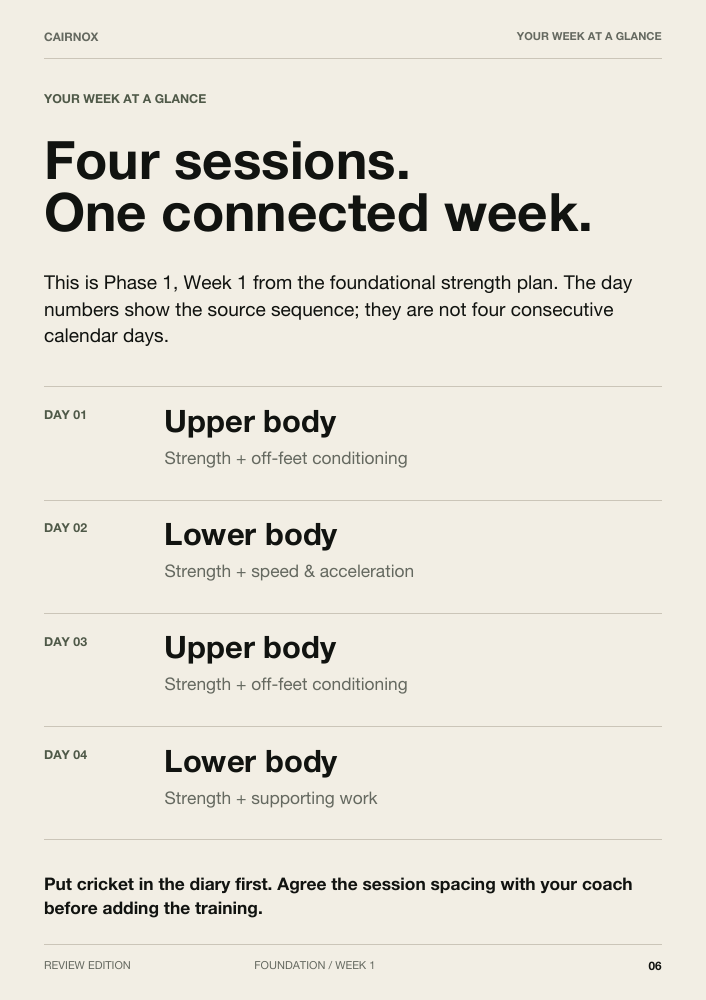 CAIRNOX
YOUR WEEK AT A GLANCE
YOUR WEEK AT A GLANCE
Four sessions.
One connected week.
This is Phase 1, Week 1 from the foundational strength plan. The day
numbers show the source sequence; they are not four consecutive
calendar days.
DAY 01
Upper body
Strength + off-feet conditioning
DAY 02
Lower body
Strength + speed & acceleration
DAY 03
Upper body
Strength + off-feet conditioning
DAY 04
Lower body
Strength + supporting work
Put cricket in the diary first. Agree the session spacing with your coach
before adding the training.
REVIEW EDITION
FOUNDATION / WEEK 1
06